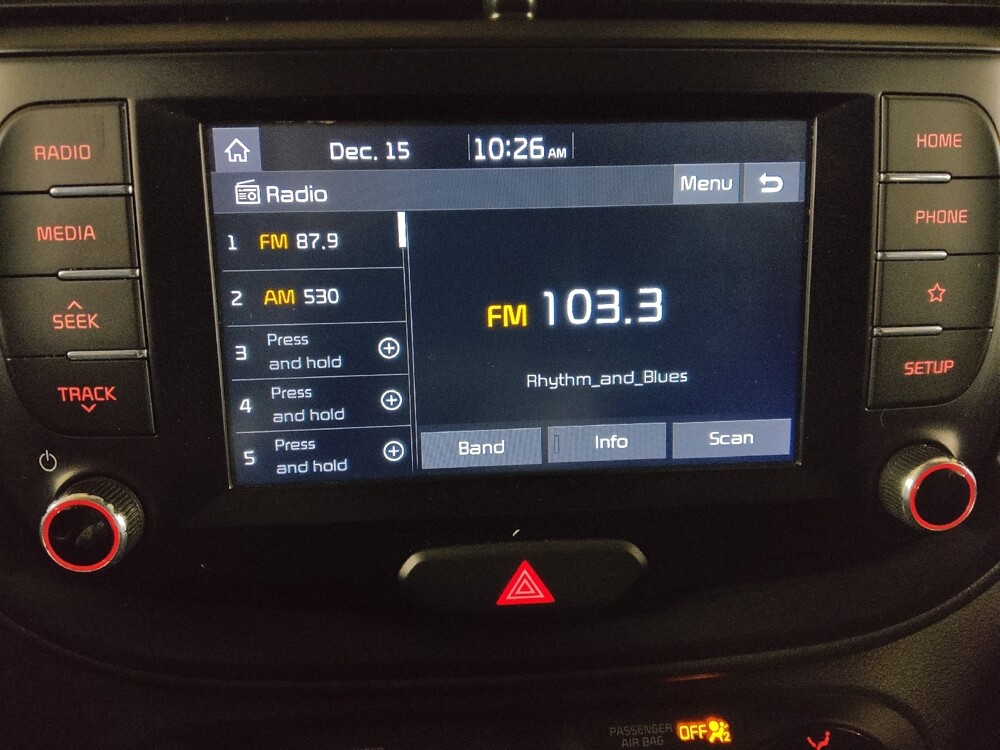 RADIO
MEDIA
SEEK
TRACK
Dec. 15
10:26 AM
Radio
Menu
1 FM 87.9
2 AM 530
3 Press
and hold
4 Press
and hold
5 Press
and hold
FM 103.3
Rhythm_and_Blues
Band
Info
Scan
HOME
PHONE
SETUP
PASSENGER
AIR BAG
OFF
2